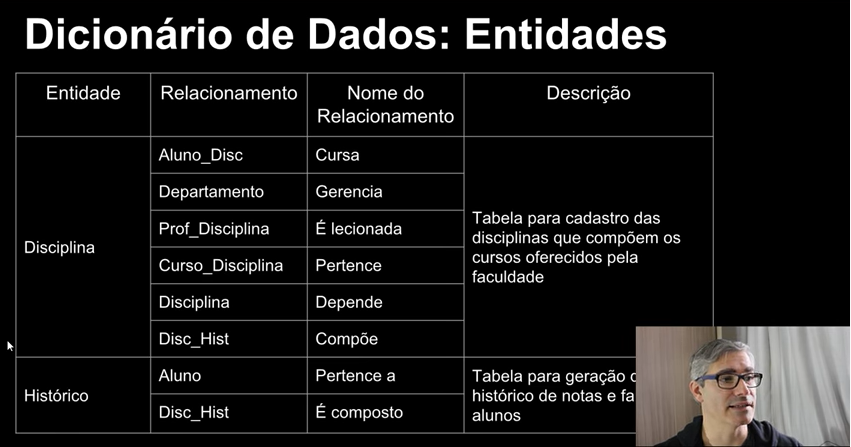 Dicionário de Dados: Entidades
Entidade
Relacionamento
Nome do
Relacionamento
Descrição
Disciplina
Aluno_Disc
Cursa
Departamento
Gerencia
Prof_Disciplina
É lecionada
Curso_Disciplina
Pertence
Disciplina
Depende
Disc_Hist
Compõe
Tabela para cadastro das
disciplinas que compõem os
cursos oferecidos pela
faculdade
Histórico
Aluno
Pertence a
Disc_Hist
É composto
Tabela para geração
histórico de notas e
alunos